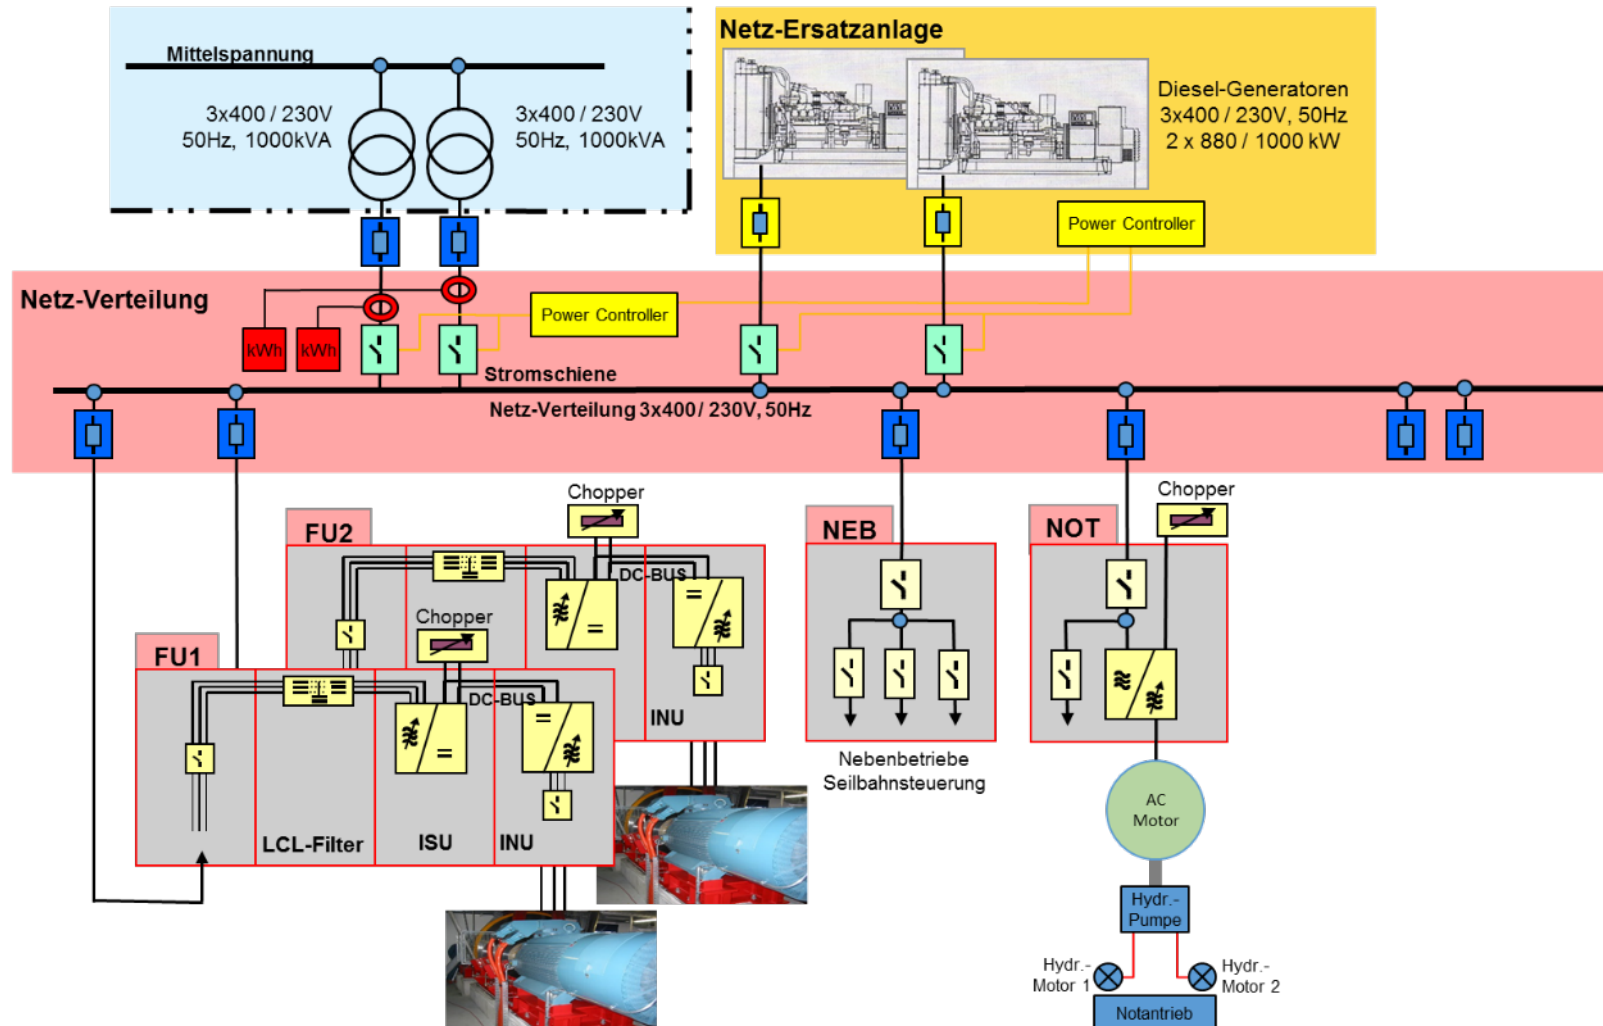 Mittelspannung
3x400 / 230V
50Hz, 1000kVA
3x400 / 230V
50Hz, 1000kVA
Netz-Ersatzanlage
Diesel-Generatoren
3x400 / 230V, 50Hz
2 x 880 / 1000 kW
Power Controller
Netz-Verteilung
kWh
kWh
Power Controller
Stromschiene
Netz-Verteilung 3x400 / 230V, 50Hz
Chopper
FU2
DC-BUS
INU
Chopper
FU1
DC-BUS
LCL-Filter
ISU
INU
NEB
Nebenbetriebe
Seilbahnsteuerung
Chopper
NOT
AC
Motor
Hydr.-
Pumpe
Hydr.-
Motor 1
Hydr.-
Motor 2
Notantrieb